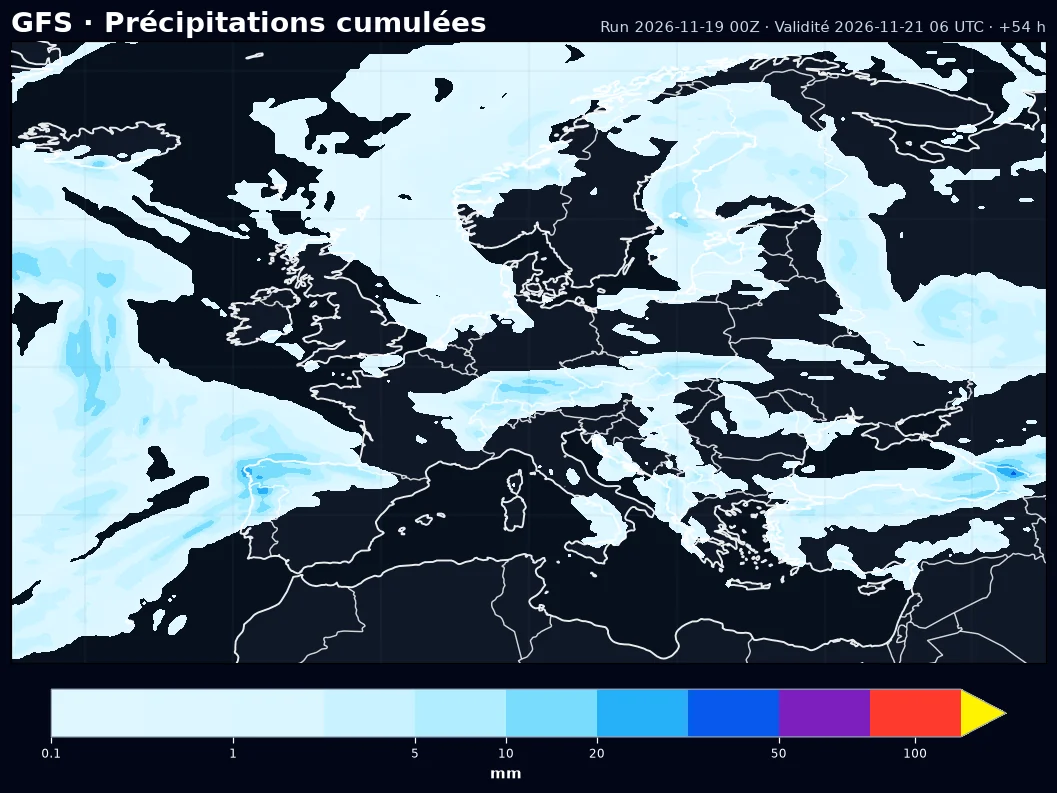 GFS · Précipitations cumulées
Run 2026-11-19 00Z · Validité 2026-11-21 06 UTC · +54 h
0.1 1 5 10 20 50 100
mm